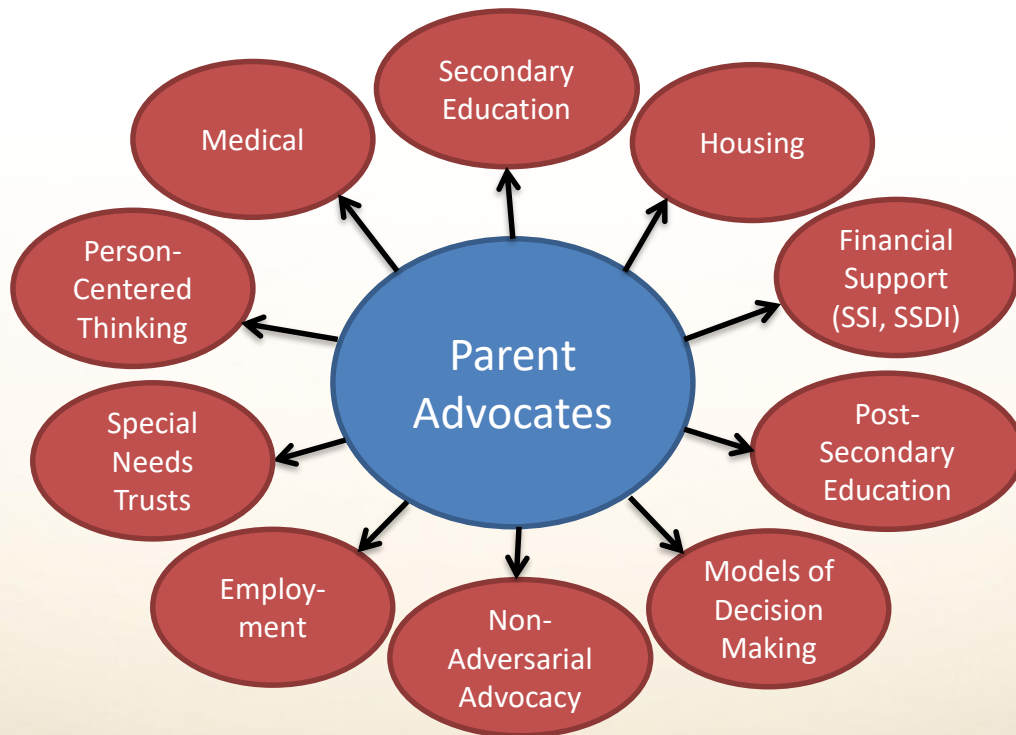 Secondary
Education
Medical
Housing
Person-
Centered
Thinking
Financial
Support
(SSI, SSDI)
Parent
Advocates
Special
Needs
Trusts
Post-
Secondary
Education
Employ-
ment
Models of
Decision
Making
Non-
Adversarial
Advocacy